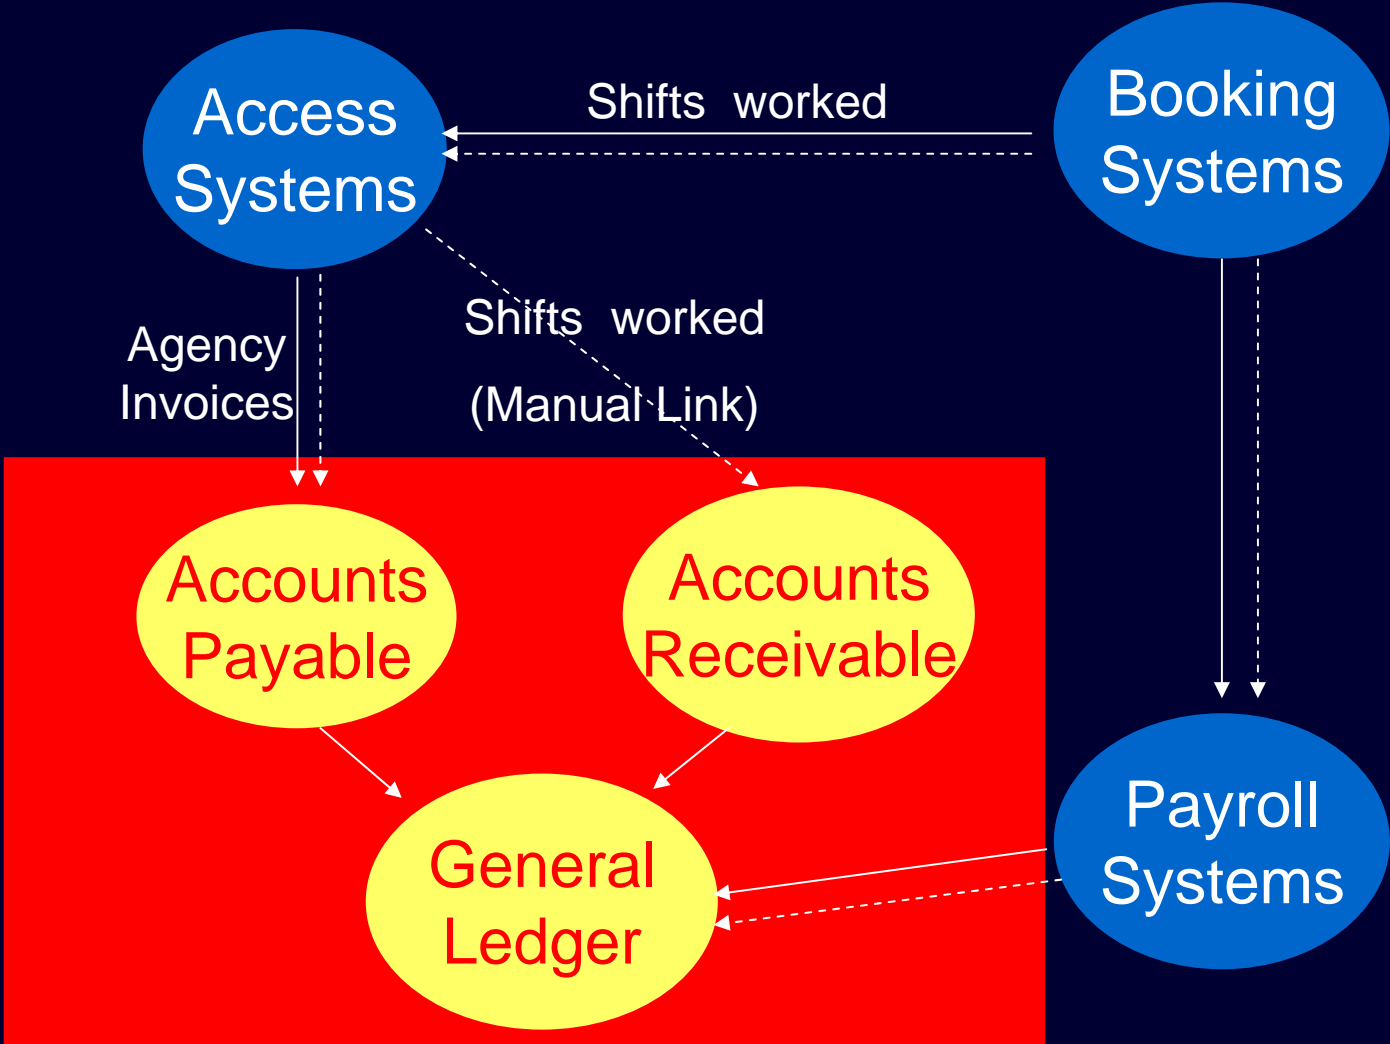 Access
Systems
Shifts worked
Booking
Systems
Agency
Invoices
Shifts worked
(Manual Link)
Accounts
Payable
Accounts
Receivable
General
Ledger
Payroll
Systems